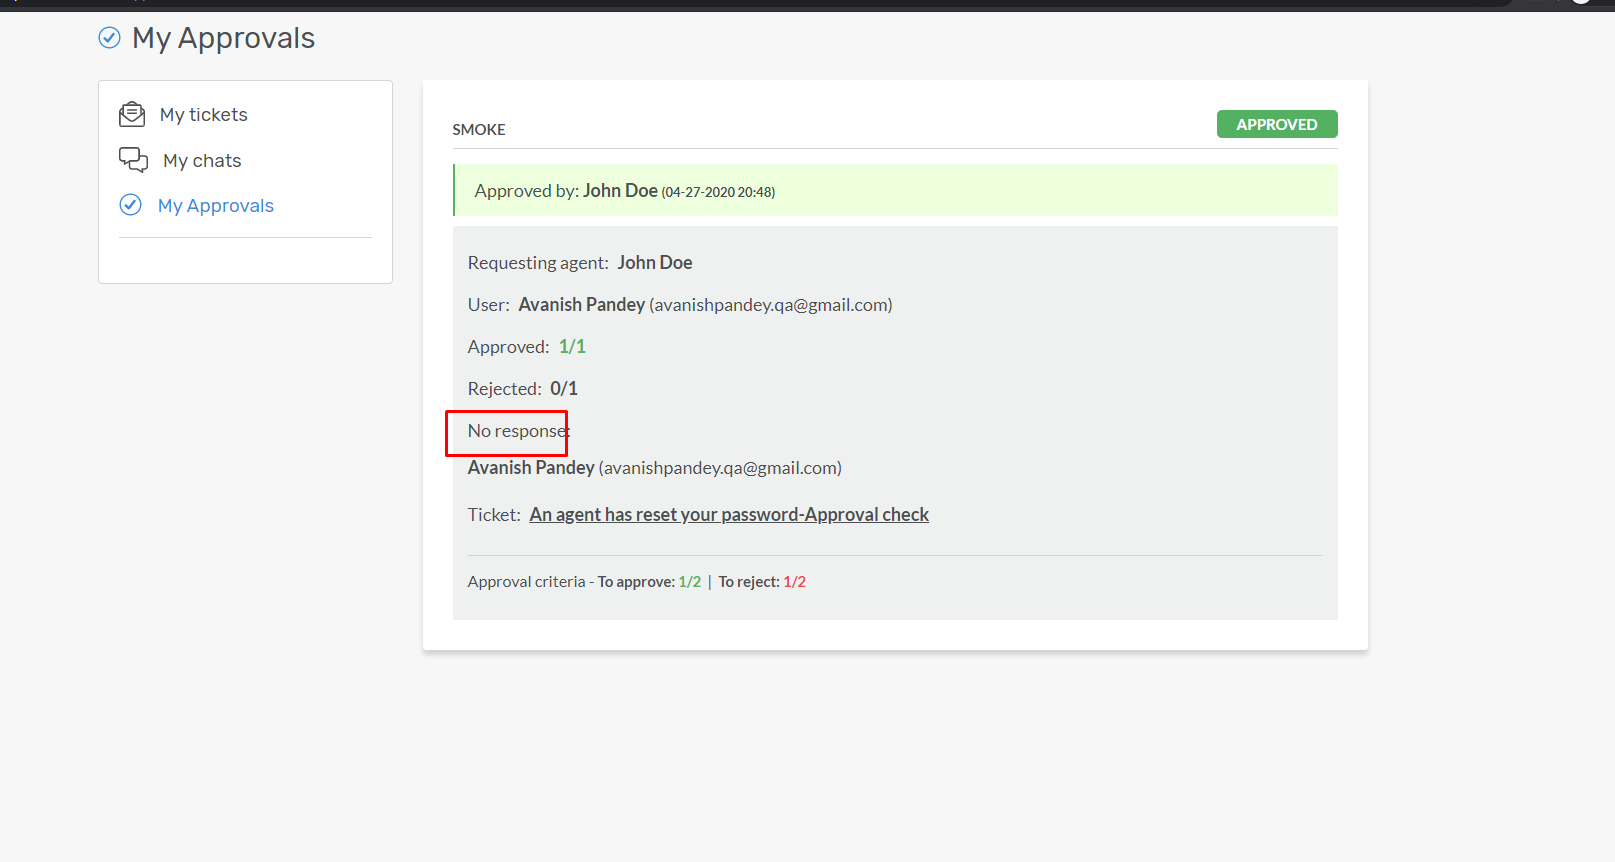 My Approvals
My tickets
My chats
My Approvals
SMOKE
APPROVED
Approved by: John Doe (04-27-2020 20:48)
Requesting agent: John Doe
User: Avanish Pandey (avanishpandey.qa@gmail.com)
Approved: 1/1
Rejected: 0/1
No response:
Avanish Pandey (avanishpandey.qa@gmail.com)
Ticket: An agent has reset your password-Approval check
Approval criteria - To approve: 1/2 | To reject: 1/2